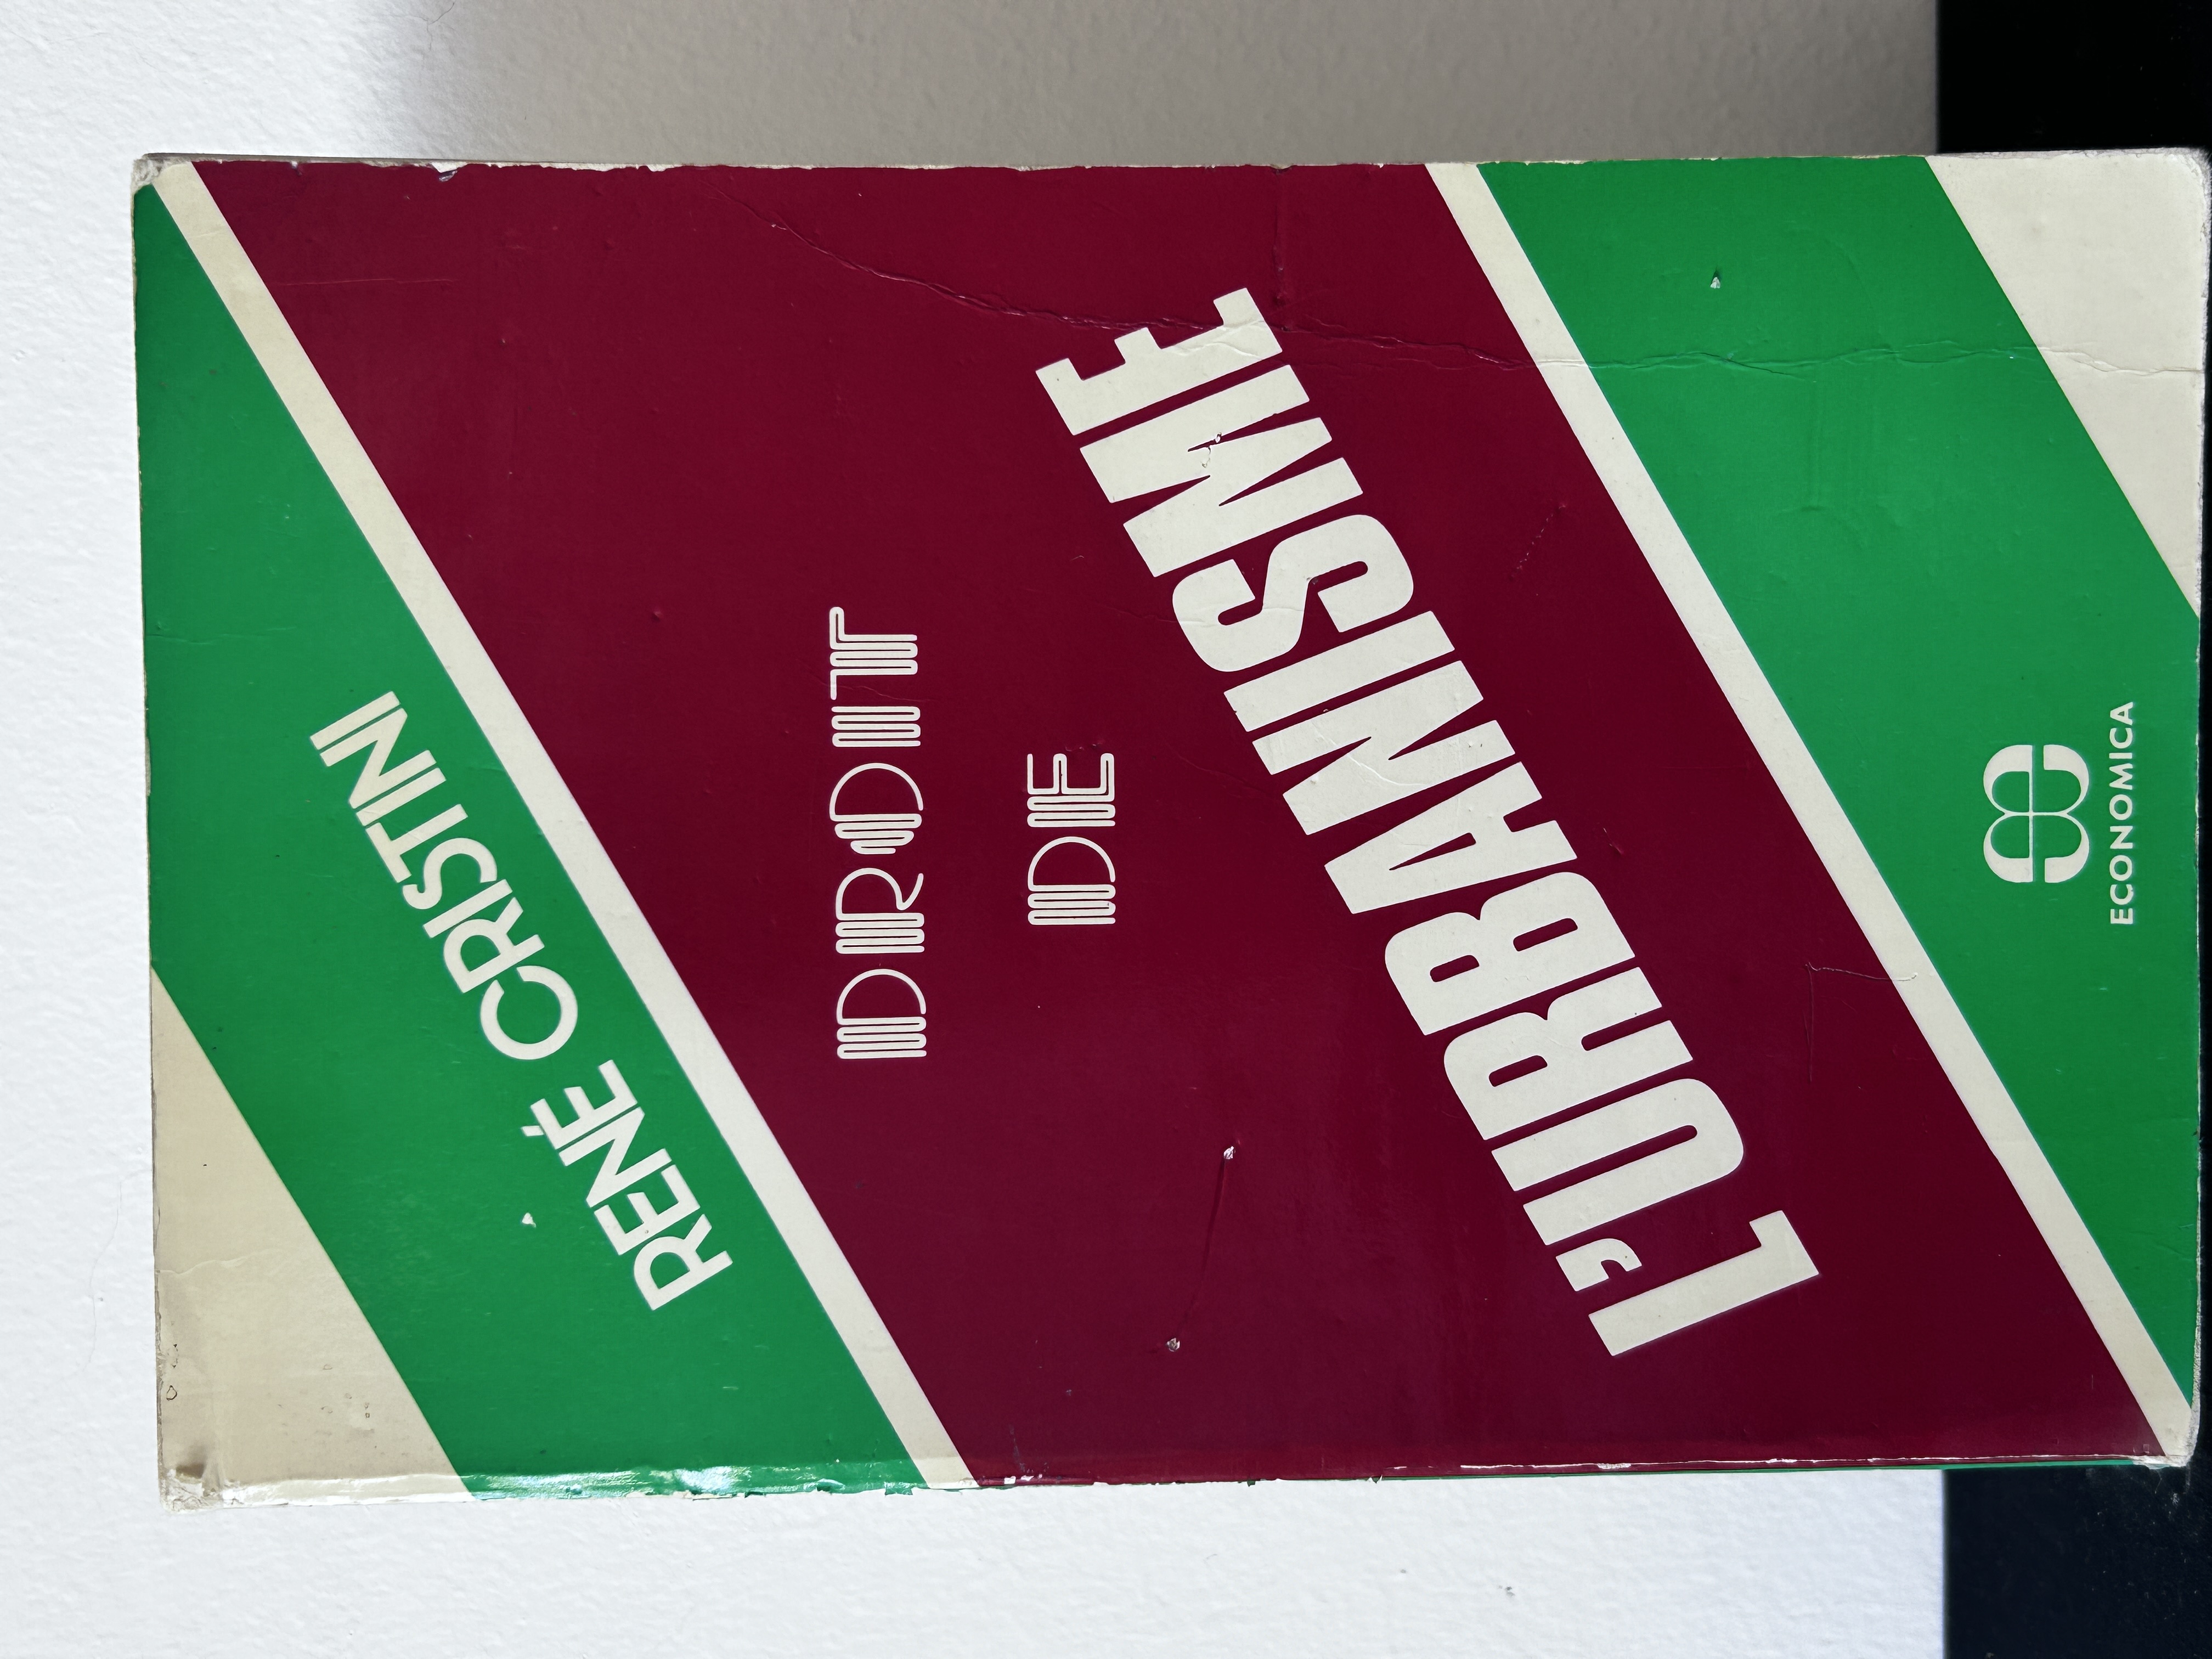 RENÉ CRISTINI
DROIT
DE
L'URBANISME
ECONOMICA